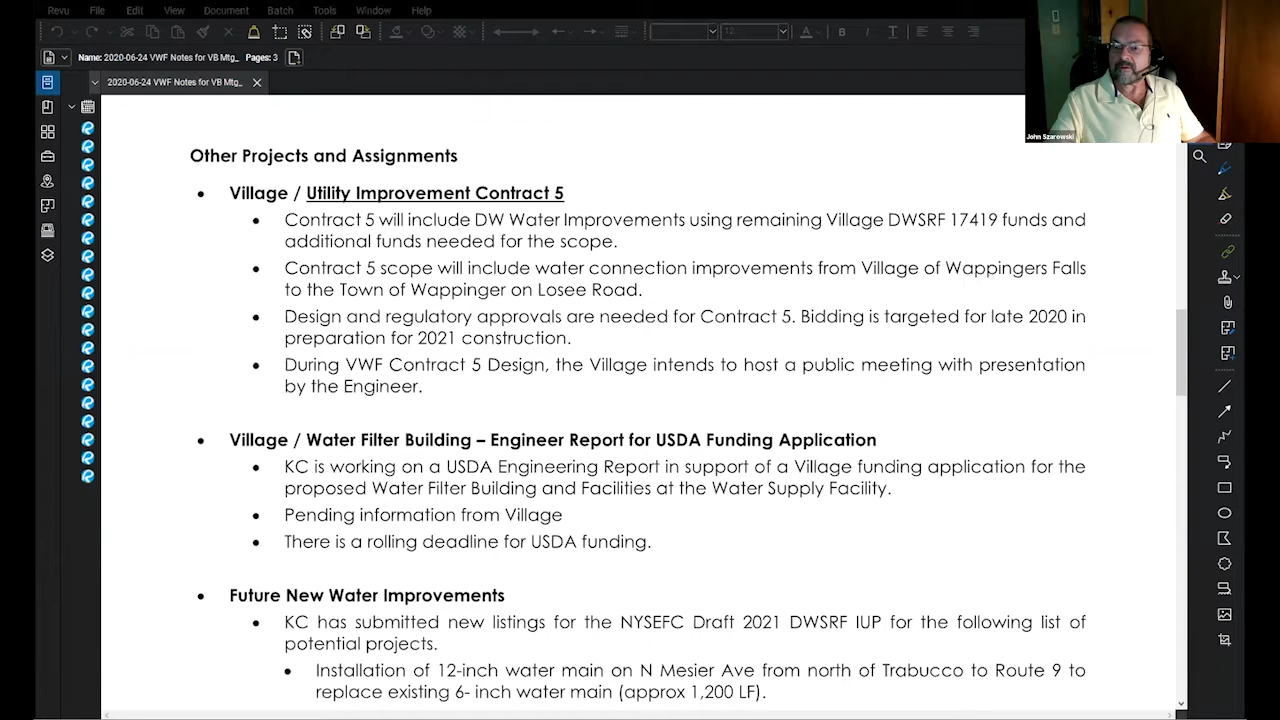 Revu File Edit View Document Batch Tools Window Help
12
Name: 2020-06-24 VWF Notes for VB Mtg_ Pages: 3
2020-06-24 VWF Notes for VB Mtg_
John Szarowski
Other Projects and Assignments
• Village / Utility Improvement Contract 5
• Contract 5 will include DW Water Improvements using remaining Village DWSRF 17419 funds and
additional funds needed for the scope.
• Contract 5 scope will include water connection improvements from Village of Wappingers Falls
to the Town of Wappinger on Losee Road.
• Design and regulatory approvals are needed for Contract 5. Bidding is targeted for late 2020 in
preparation for 2021 construction.
• During VWF Contract 5 Design, the Village intends to host a public meeting with presentation
by the Engineer.
• Village / Water Filter Building – Engineer Report for USDA Funding Application
• KC is working on a USDA Engineering Report in support of a Village funding application for the
proposed Water Filter Building and Facilities at the Water Supply Facility.
• Pending information from Village
• There is a rolling deadline for USDA funding.
• Future New Water Improvements
• KC has submitted new listings for the NYSEFC Draft 2021 DWSRF IUP for the following list of
potential projects.
• Installation of 12-inch water main on N Mesier Ave from north of Trabucco to Route 9 to
replace existing 6- inch water main (approx 1,200 LF).